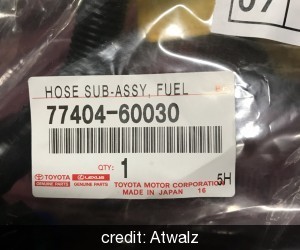 07
HOSE SUB-ASSY, FUEL
77404-60030
QTY:
1
TOYOTA
GENUINE PARTS
LEXUS
GENUINE PARTS
TOYOTA MOTOR CORPORATION
MADE IN JAPAN 16
5H
credit: Atwalz